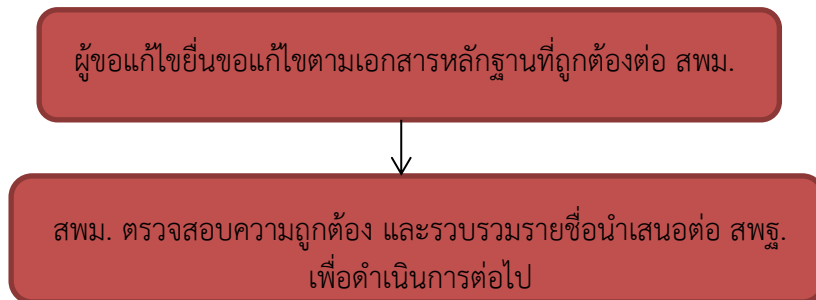 ผู้ขอแก้ไขยื่นขอแก้ไขตามเอกสารหลักฐานที่ถูกต้องต่อ สพม.
สพม. ตรวจสอบความถูกต้อง และรวบรวมรายชื่อนำเสนอต่อ สพฐ.
เพื่อดำเนินการต่อไป